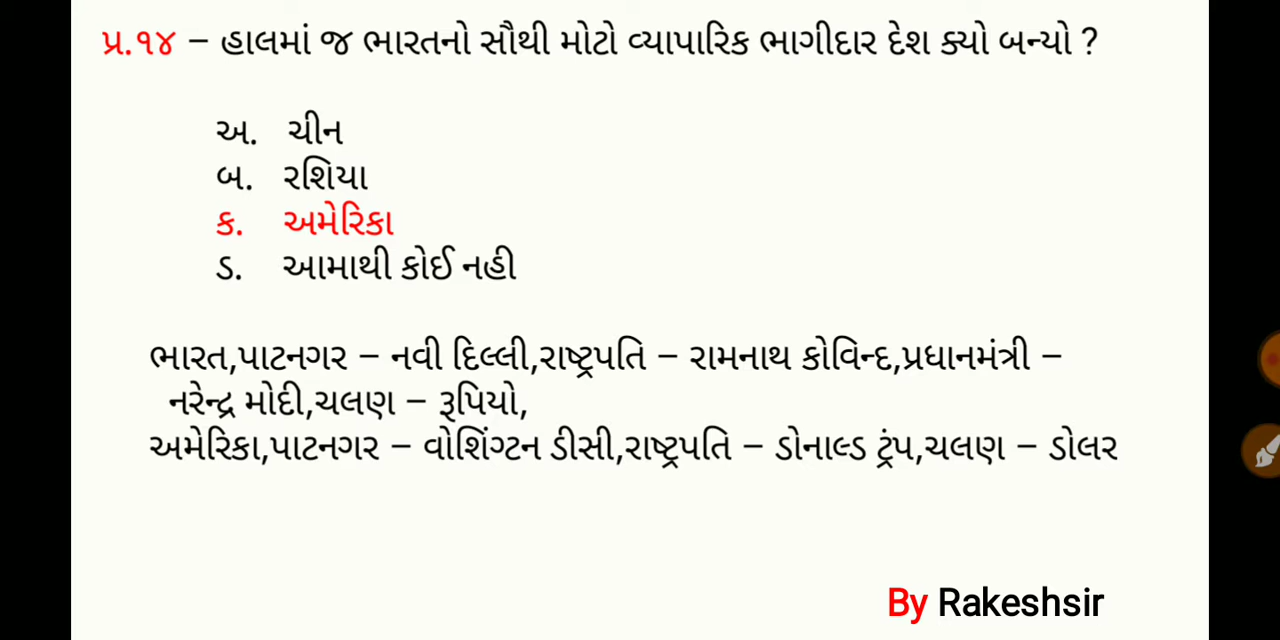 પ્ર.૧૪ – હાલમાં જ ભારતનો સૌથી મોટો વ્યાપારિક ભાગીદાર દેશ ક્યો બન્યો ?
અ. ચીન
બ. રશિયા
ક. અમેરિકા
ડ. આમાથી કોઈ નહી
ભારત,પાટનગર – નવી દિલ્લી,રાષ્ટ્રપતિ – રામનાથ કોવિન્દ,પ્રધાનમંત્રી –
નરેન્દ્ર મોદી,ચલણ – રૂપિયો,
અમેરિકા,પાટનગર – વોશિંગ્ટન ડીસી,રાષ્ટ્રપતિ – ડોનાલ્ડ ટ્રંપ,ચલણ – ડોલર
By Rakeshsir